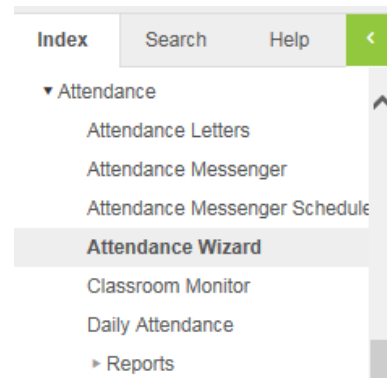 Index Search Help
Attendance
Attendance Letters
Attendance Messenger
Attendance Messenger Schedule
Attendance Wizard
Classroom Monitor
Daily Attendance
Reports